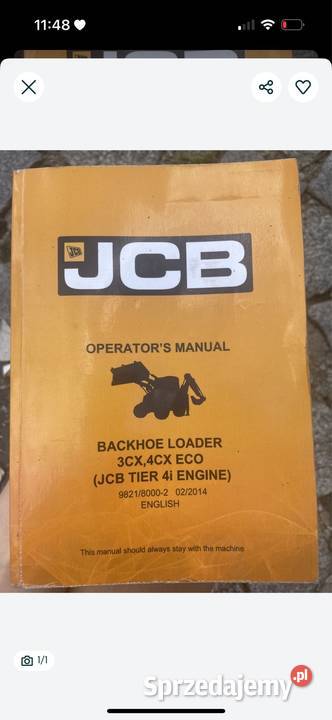 11:48
JCB
JCB
OPERATOR'S MANUAL
BACKHOE LOADER
3CX,4CX ECO
(JCB TIER 4i ENGINE)
9821/8000-2 02/2014
ENGLISH
This manual should always stay with the machine
1/1
Sprzedajemy.pl